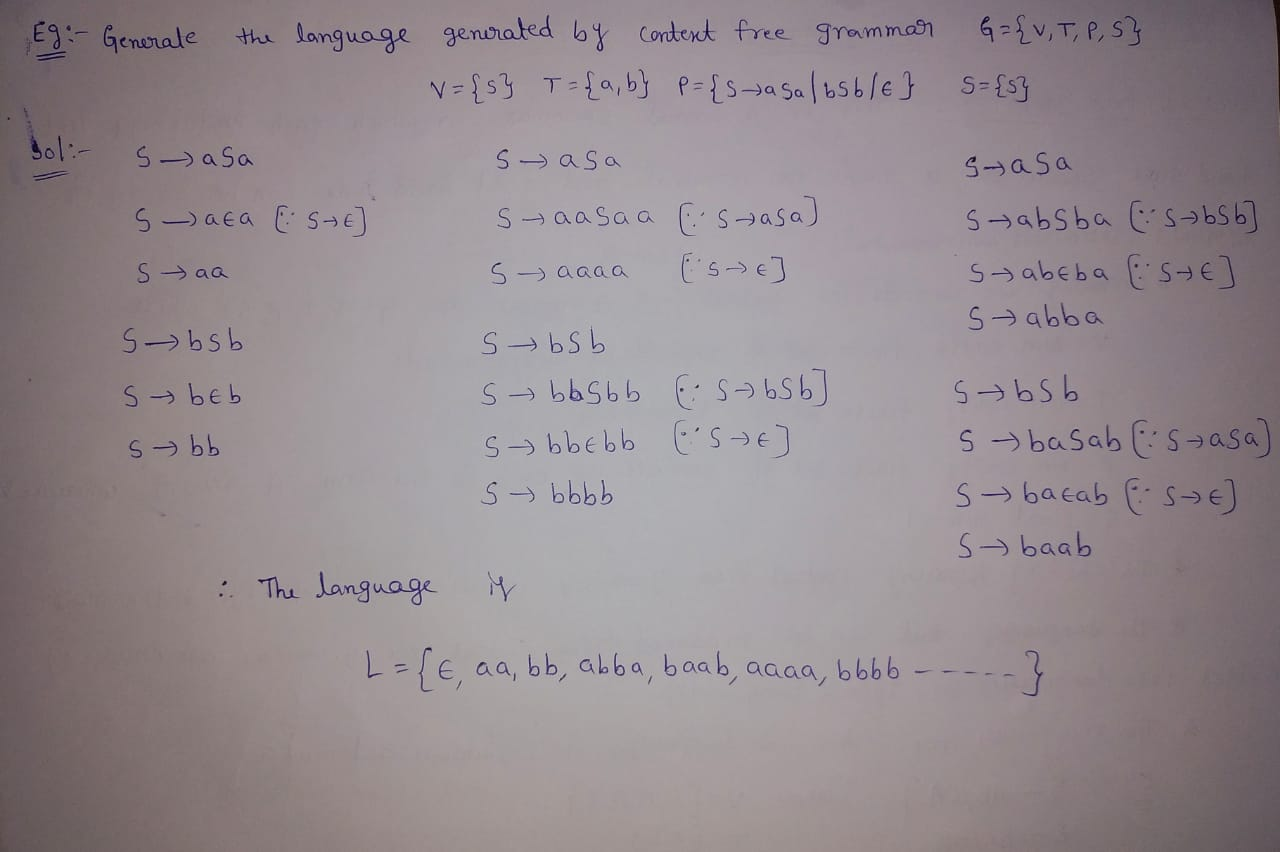 Eg:- Generate the language generated by context free grammar G={V,T,P,S}
V={S} T={a,b} P={S→aSa|bSb|ϵ} S={S}
Sol:-
S→aSa
S→aϵa [∵ S→ϵ]
S→aa
S→bSb
S→bϵb
S→bb
S→aSa
S→aaSaa [∵ S→aSa]
S→aaaa [∵ S→ϵ]
S→bSb
S→bbSbb [∵ S→bSb]
S→bbϵbb [∵ S→ϵ]
S→bbbb
S→aSa
S→abSba [∵ S→bSb]
S→abϵba [∵ S→ϵ]
S→abba
S→bSb
S→baSab [∵ S→aSa]
S→baϵab [∵ S→ϵ]
S→baab
∴ The language is
L={ϵ, aa, bb, abba, baab, aaaa, bbbb ------}